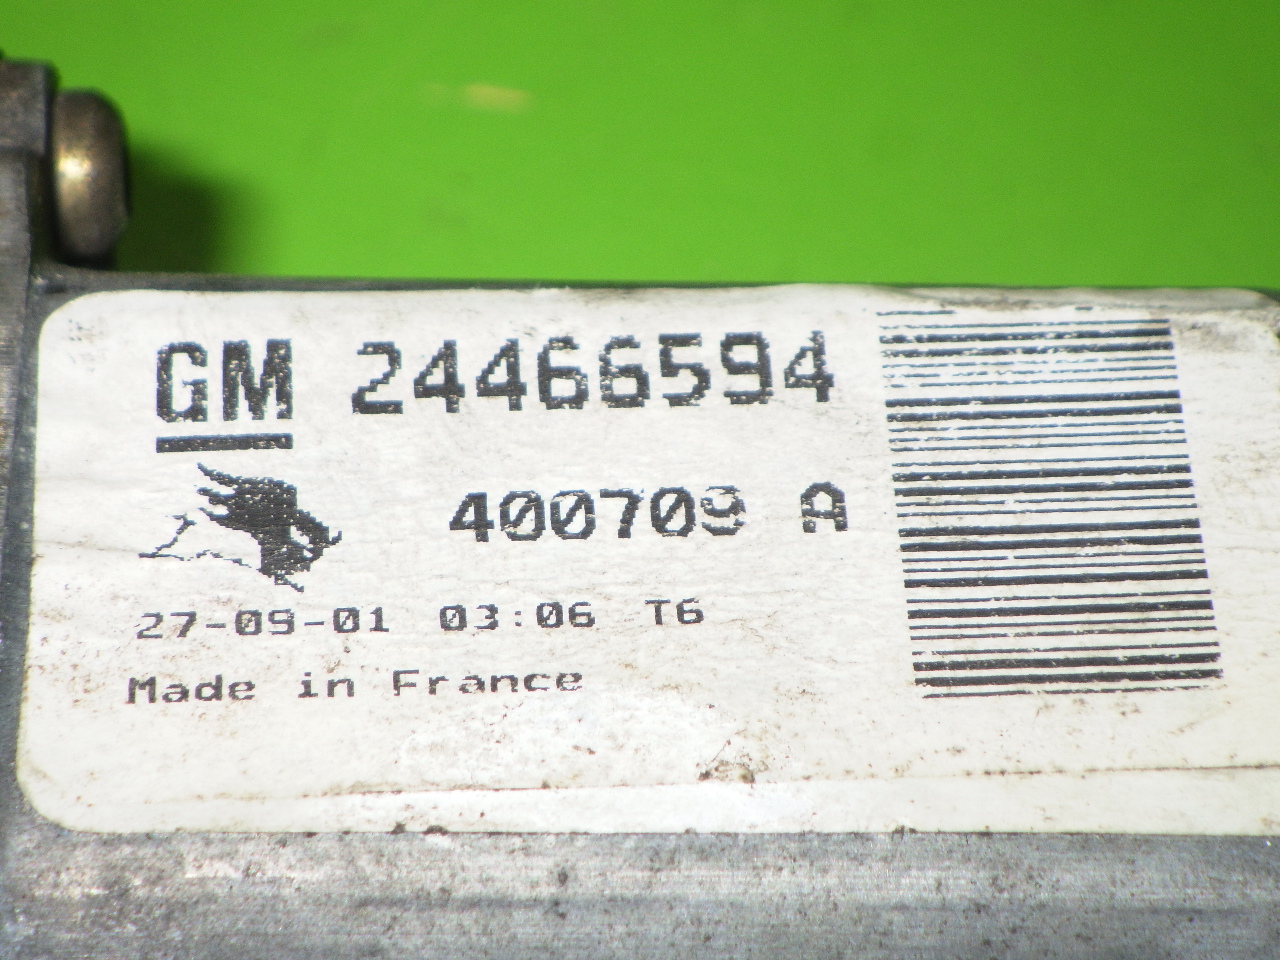 GM 24466594
400709 A
27-09-01 03:06 T6
Made in France